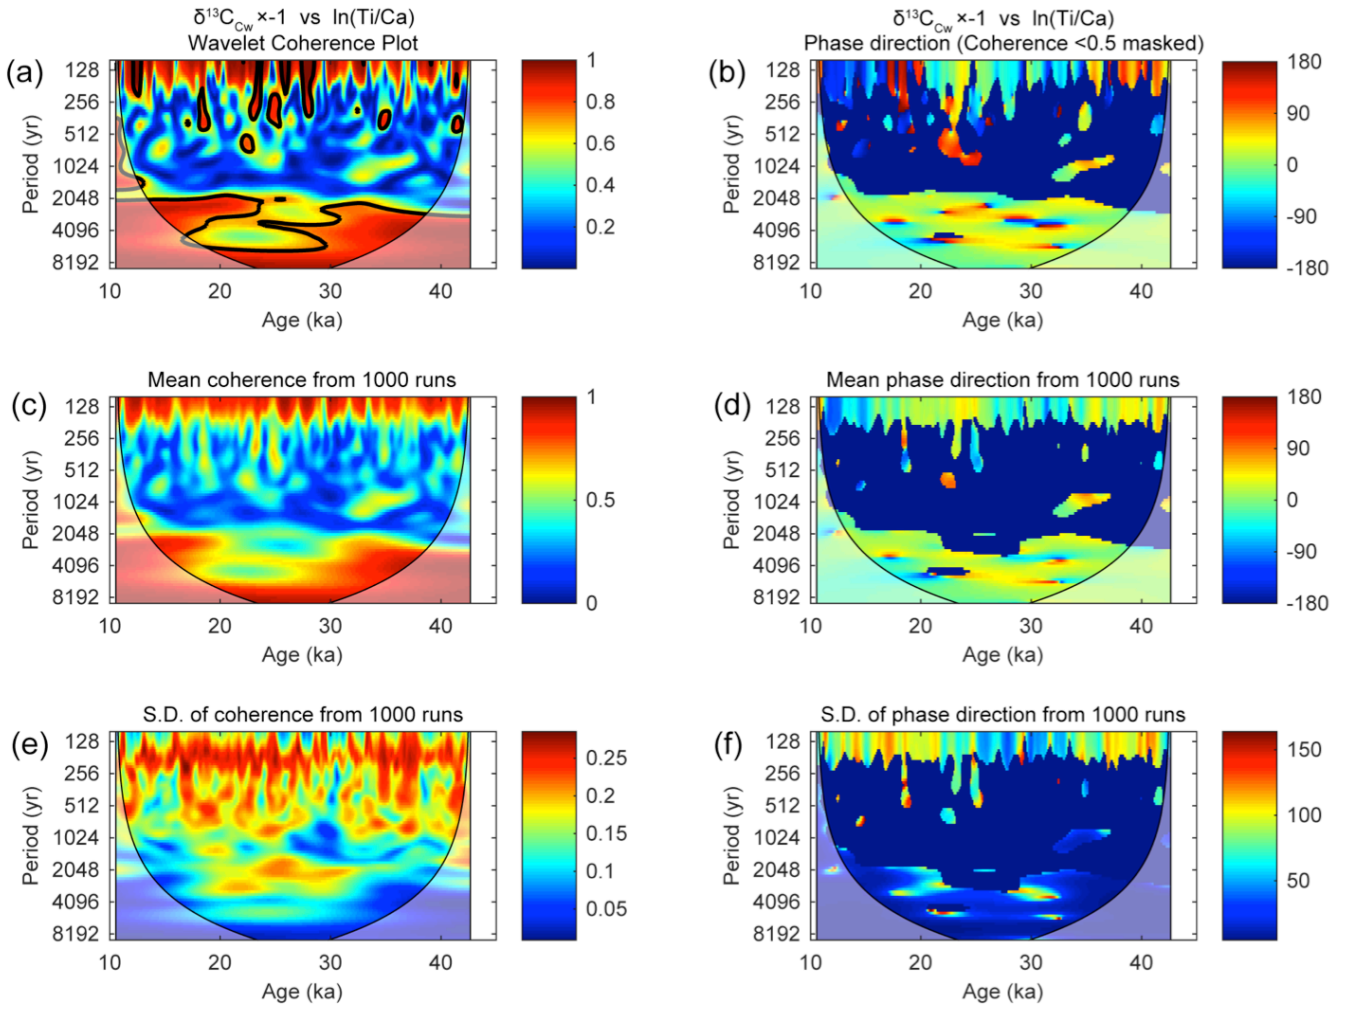 δ¹³C_Cw ×-1 vs ln(Ti/Ca)
Wavelet Coherence Plot
(a)
128
256
512
1024
2048
4096
8192
Period (yr)
10 20 30 40
Age (ka)
1
0.8
0.6
0.4
0.2
δ¹³C_Cw ×-1 vs ln(Ti/Ca)
Phase direction (Coherence <0.5 masked)
(b)
128
256
512
1024
2048
4096
8192
Period (yr)
10 20 30 40
Age (ka)
180
90
0
-90
-180
Mean coherence from 1000 runs
(c)
128
256
512
1024
2048
4096
8192
Period (yr)
10 20 30 40
Age (ka)
1
0.5
0
Mean phase direction from 1000 runs
(d)
128
256
512
1024
2048
4096
8192
Period (yr)
10 20 30 40
Age (ka)
180
90
0
-90
-180
S.D. of coherence from 1000 runs
(e)
128
256
512
1024
2048
4096
8192
Period (yr)
10 20 30 40
Age (ka)
0.25
0.2
0.15
0.1
0.05
S.D. of phase direction from 1000 runs
(f)
128
256
512
1024
2048
4096
8192
Period (yr)
10 20 30 40
Age (ka)
150
100
50